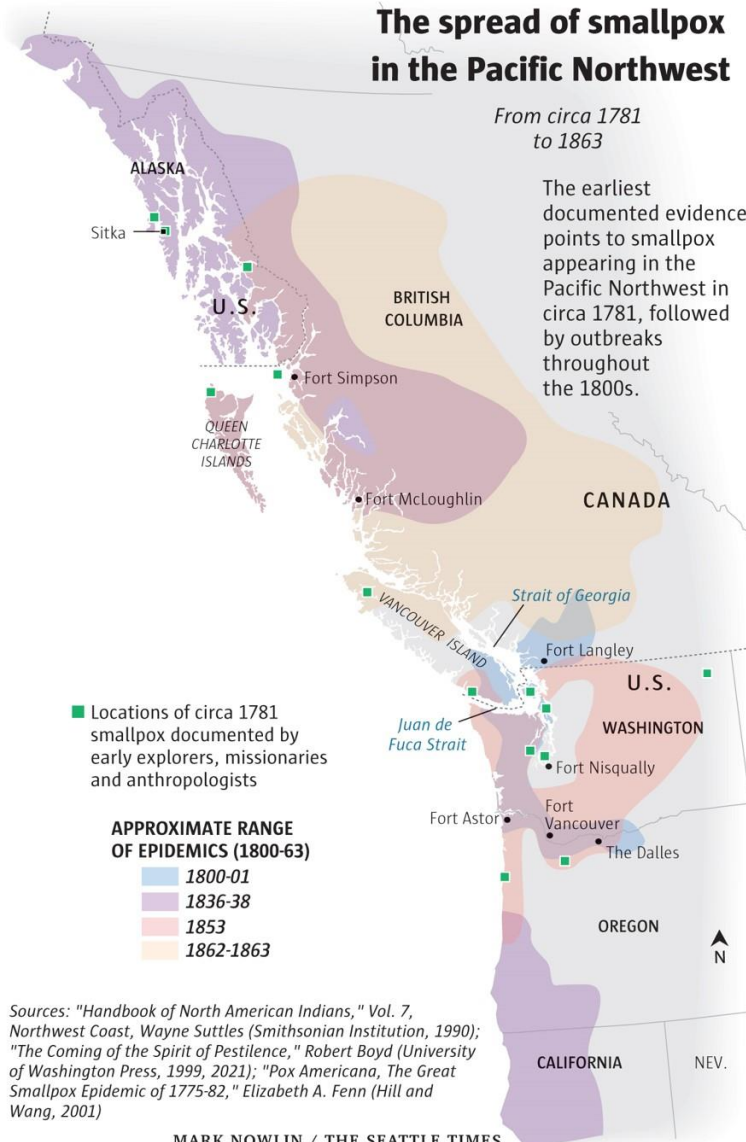 The spread of smallpox
in the Pacific Northwest
From circa 1781
to 1863
The earliest
documented evidence
points to smallpox
appearing in the
Pacific Northwest in
circa 1781, followed
by outbreaks
throughout
the 1800s.
ALASKA
Sitka
U.S.
BRITISH
COLUMBIA
Fort Simpson
QUEEN
CHARLOTTE
ISLANDS
Fort McLoughlin
CANADA
VANCOUVER ISLAND
Strait of Georgia
Fort Langley
U.S.
WASHINGTON
Juan de
Fuca Strait
Fort Nisqually
Fort Astor
Fort
Vancouver
The Dalles
OREGON
N
CALIFORNIA
NEV.
Locations of circa 1781
smallpox documented by
early explorers, missionaries
and anthropologists
APPROXIMATE RANGE
OF EPIDEMICS (1800-63)
1800-01
1836-38
1853
1862-1863
Sources: "Handbook of North American Indians," Vol. 7,
Northwest Coast, Wayne Suttles (Smithsonian Institution, 1990);
"The Coming of the Spirit of Pestilence," Robert Boyd (University
of Washington Press, 1999, 2021); "Pox Americana, The Great
Smallpox Epidemic of 1775-82," Elizabeth A. Fenn (Hill and
Wang, 2001)
MARK NOWLIN / THE SEATTLE TIMES